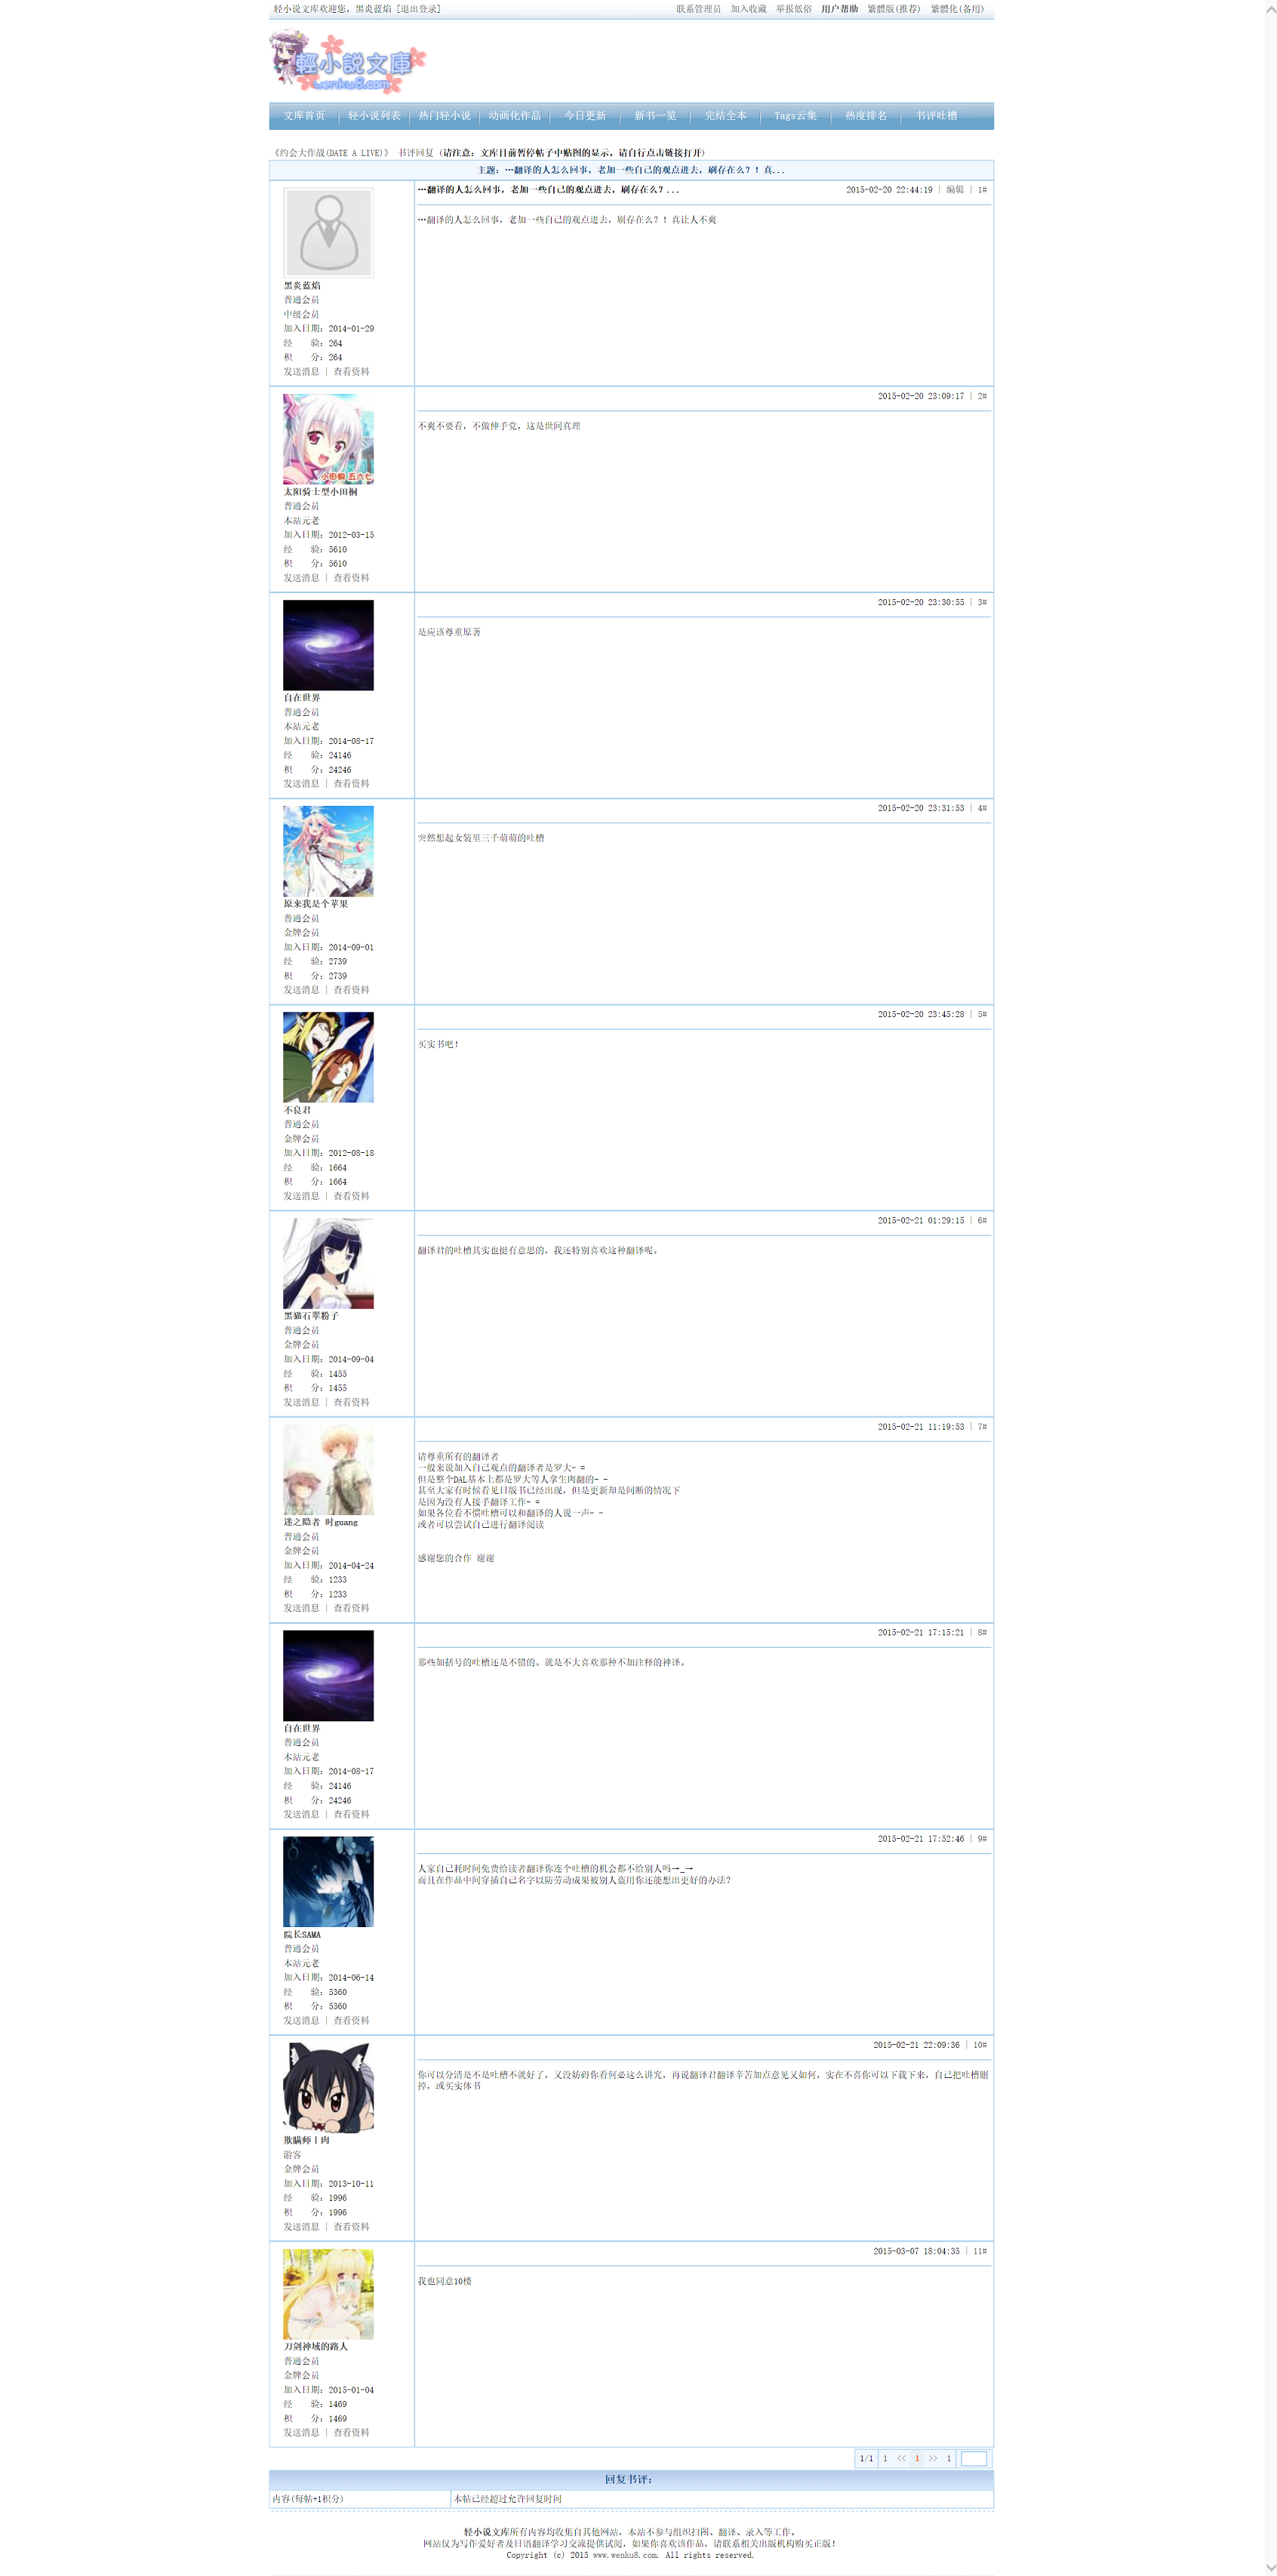 轻小说文库欢迎您，黑炎蓝焰 [退出登录]
联系管理员 加入收藏 举报低俗 用户帮助 繁體版(推荐) 繁體化(备用)
輕小說文庫
wenku8.com
文库首页 轻小说列表 热门轻小说 动画化作品 今日更新 新书一览 完结全本 Tags云集 热度排名 书评吐槽
《约会大作战(DATE A LIVE)》 书评回复 (请注意：文库目前暂停帖子中贴图的显示，请自行点击链接打开)
主题：…翻译的人怎么回事，老加一些自己的观点进去，刷存在么？！真...
…翻译的人怎么回事，老加一些自己的观点进去，刷存在么？...
2015-02-20 22:44:19 | 编辑 | 1#
…翻译的人怎么回事，老加一些自己的观点进去，刷存在么？！真让人不爽
黑炎蓝焰
普通会员
中级会员
加入日期：2014-01-29
经 验：264
积 分：264
发送消息 | 查看资料
2015-02-20 23:09:17 | 2#
不爽不要看，不做伸手党，这是世间真理
小田桐 五六七
太阳骑士型小田桐
普通会员
本站元老
加入日期：2012-03-15
经 验：5610
积 分：5610
发送消息 | 查看资料
2015-02-20 23:30:55 | 3#
是应该尊重原著
自在世界
普通会员
本站元老
加入日期：2014-08-17
经 验：24146
积 分：24246
发送消息 | 查看资料
2015-02-20 23:31:53 | 4#
突然想起女装里三千萌萌的吐槽
原来我是个苹果
普通会员
金牌会员
加入日期：2014-09-01
经 验：2739
积 分：2739
发送消息 | 查看资料
2015-02-20 23:45:28 | 5#
买实书吧！
不良君
普通会员
金牌会员
加入日期：2012-08-18
经 验：1664
积 分：1664
发送消息 | 查看资料
2015-02-21 01:29:15 | 6#
翻译君的吐槽其实也挺有意思的，我还特别喜欢这种翻译呢。
黑猫石翠粉子
普通会员
金牌会员
加入日期：2014-09-04
经 验：1455
积 分：1455
发送消息 | 查看资料
2015-02-21 11:19:53 | 7#
请尊重所有的翻译者
一般来说加入自己观点的翻译者是罗大- =
但是整个DAL基本上都是罗大等人拿生肉翻的- -
甚至大家有时候看见日版书已经出现，但是更新却是间断的情况下
是因为没有人接手翻译工作- =
如果各位看不惯吐槽可以和翻译的人说一声- -
或者可以尝试自己进行翻译阅读
感谢您的合作 谢谢
迷之隐者 时guang
普通会员
金牌会员
加入日期：2014-04-24
经 验：1233
积 分：1233
发送消息 | 查看资料
2015-02-21 17:15:21 | 8#
那些加括号的吐槽还是不错的。就是不大喜欢那种不加注释的神译。
自在世界
普通会员
本站元老
加入日期：2014-08-17
经 验：24146
积 分：24246
发送消息 | 查看资料
2015-02-21 17:52:46 | 9#
人家自己耗时间免费给读者翻译你连个吐槽的机会都不给别人吗→_→
而且在作品中间穿插自己名字以防劳动成果被别人盗用你还能想出更好的办法？
院长SAMA
普通会员
本站元老
加入日期：2014-06-14
经 验：5360
积 分：5360
发送消息 | 查看资料
2015-02-21 22:09:36 | 10#
你可以分清是不是吐槽不就好了，又没妨碍你看何必这么讲究，再说翻译君翻译辛苦加点意见又如何，实在不喜你可以下载下来，自己把吐槽删
掉，或买实体书
欺瞒师丨肉
游客
金牌会员
加入日期：2013-10-11
经 验：1996
积 分：1996
发送消息 | 查看资料
2015-03-07 18:04:35 | 11#
我也同意10楼
刀剑神域的路人
普通会员
金牌会员
加入日期：2015-01-04
经 验：1469
积 分：1469
发送消息 | 查看资料
1/1 1 << 1 >> 1
回复书评：
内容(每帖+1积分) 本帖已经超过允许回复时间
轻小说文库所有内容均收集自其他网站，本站不参与组织扫图、翻译、录入等工作。
网站仅为写作爱好者及日语翻译学习交流提供试阅，如果你喜欢该作品，请联系相关出版机构购买正版！
Copyright (c) 2015 www.wenku8.com. All rights reserved.